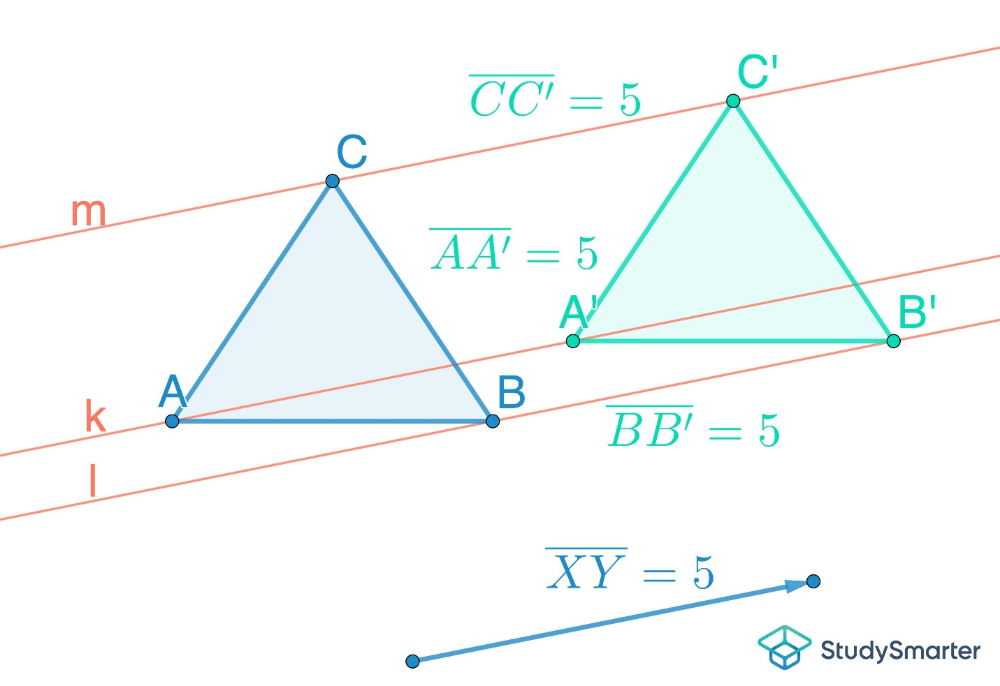 C'
CC' = 5
C
m
AA' = 5
A'
B'
A
B
k
BB' = 5
l
XY = 5
StudySmarter